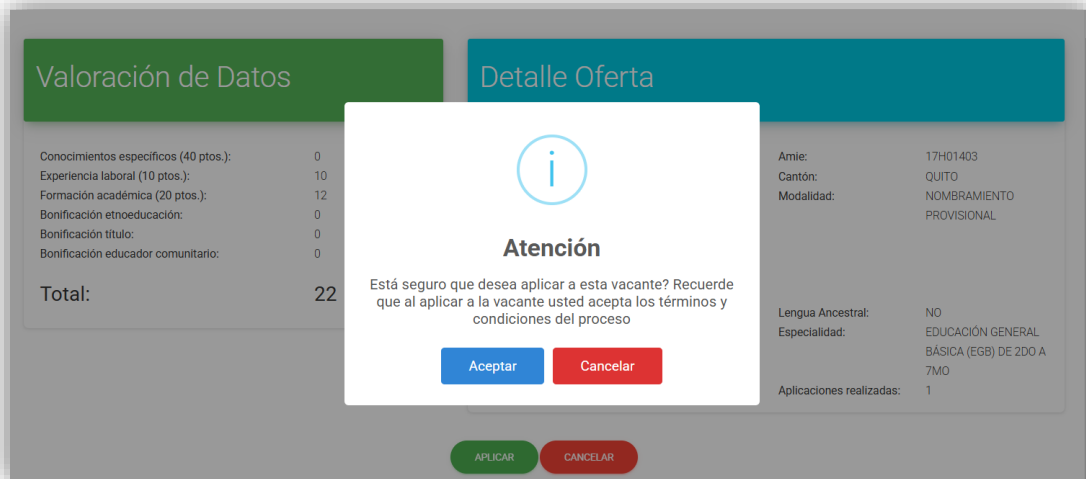 Valoración de Datos
Conocimientos específicos (40 ptos.): 0
Experiencia laboral (10 ptos.): 10
Formación académica (20 ptos.): 12
Bonificación etnoeducación: 0
Bonificación título: 0
Bonificación educador comunitario: 0
Total: 22
Detalle Oferta
Amie: 17H01403
Cantón: QUITO
Modalidad: NOMBRAMIENTO
PROVISIONAL
Lengua Ancestral: NO
Especialidad: EDUCACIÓN GENERAL
BÁSICA (EGB) DE 2DO A
7MO
Aplicaciones realizadas: 1
i
Atención
Está seguro que desea aplicar a esta vacante? Recuerde
que al aplicar a la vacante usted acepta los términos y
condiciones del proceso
Aceptar Cancelar
APLICAR CANCELAR